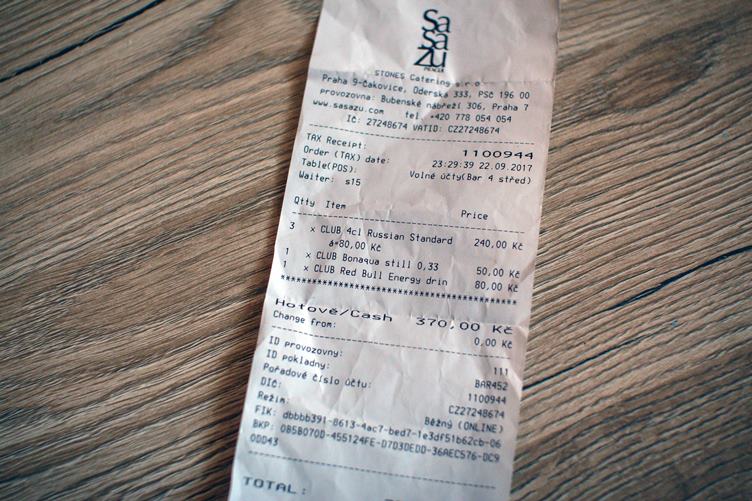 SaSaZu
PRAGUE
STONES Catering s.r.o
Praha 9-Čakovice, Oderská 333, PSČ 196 00
provozovna: Bubenské nábřeží 306, Praha 7
www.sasazu.com tel. +420 778 054 054
IČ: 27248674 VATID: CZ27248674
TAX Receipt: 1100944
Order (TAX) date: 23:29:39 22.09.2017
Table(POS): Volné účty(Bar 4 střed)
Waiter: s15
Qtty Item Price
3 x CLUB 4cl Russian Standard 240,00 Kč
á=80,00 Kč
1 x CLUB Bonaqua still 0,33 50,00 Kč
1 x CLUB Red Bull Energy drin 80,00 Kč
Hotově/Cash 370,00 Kč
Change from: 0,00 Kč
ID provozovny: 111
ID pokladny: BAR452
Pořadové číslo účtu: 1100944
DIČ: CZ27248674
Režim: Běžný (ONLINE)
FIK: dbbbb391-8613-4ac7-bed7-1e3df51b62cb-06
BKP: 0B5B070D-455124FE-D7D3DEDD-36AEC576-DC9
0DD43
TOTAL: